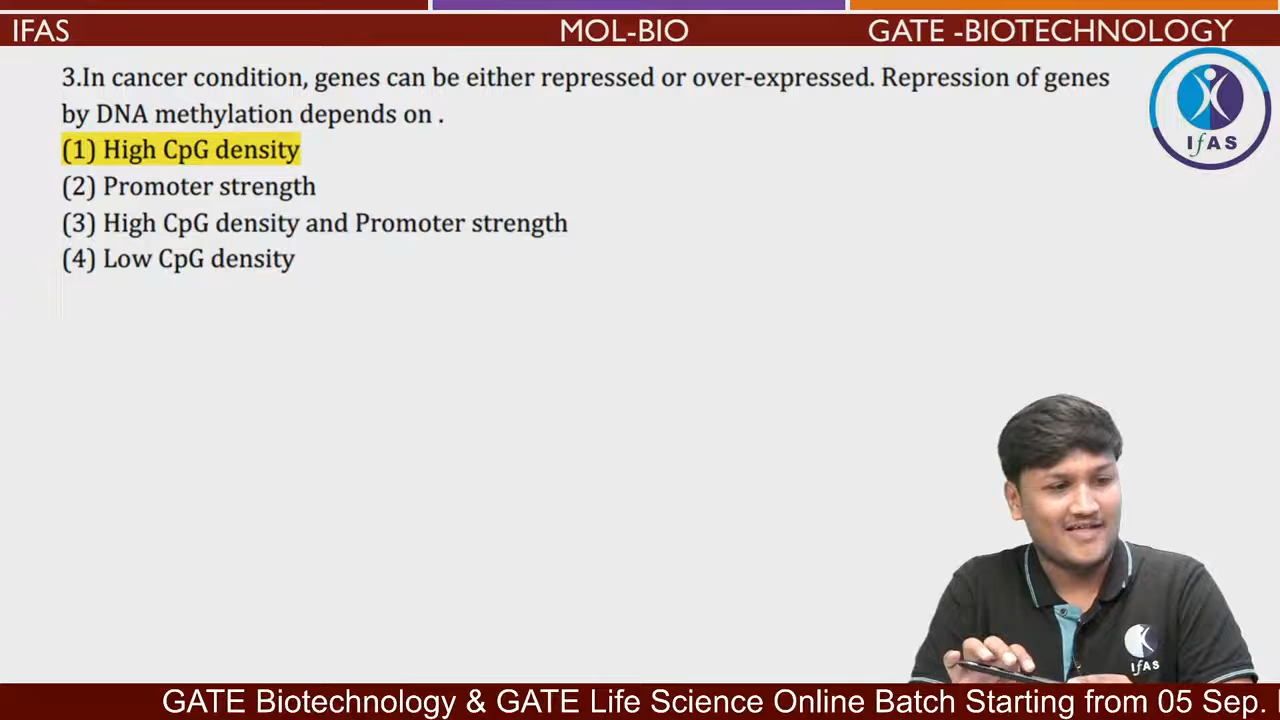 IFAS MOL-BIO GATE -BIOTECHNOLOGY
3.In cancer condition, genes can be either repressed or over-expressed. Repression of genes
by DNA methylation depends on .
(1) High CpG density
(2) Promoter strength
(3) High CpG density and Promoter strength
(4) Low CpG density
IfAS
IfAS
GATE Biotechnology & GATE Life Science Online Batch Starting from 05 Sep.